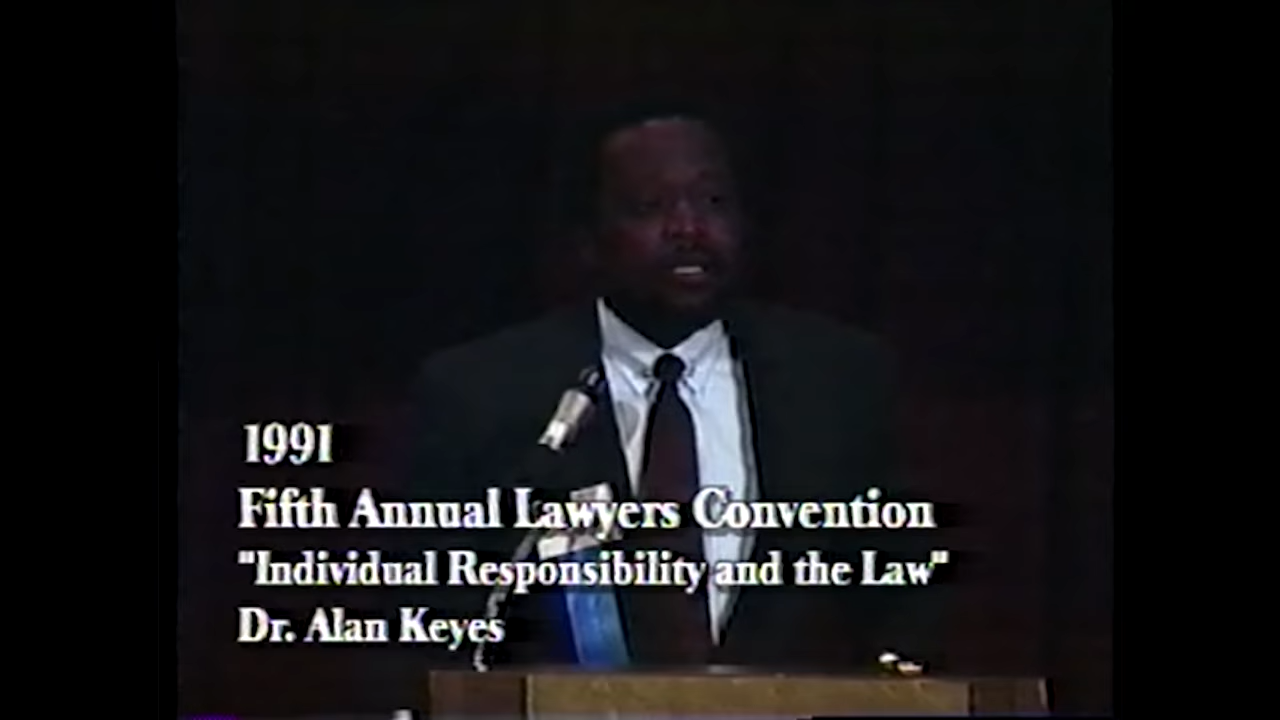 1991
Fifth Annual Lawyers Convention
"Individual Responsibility and the Law"
Dr. Alan Keyes